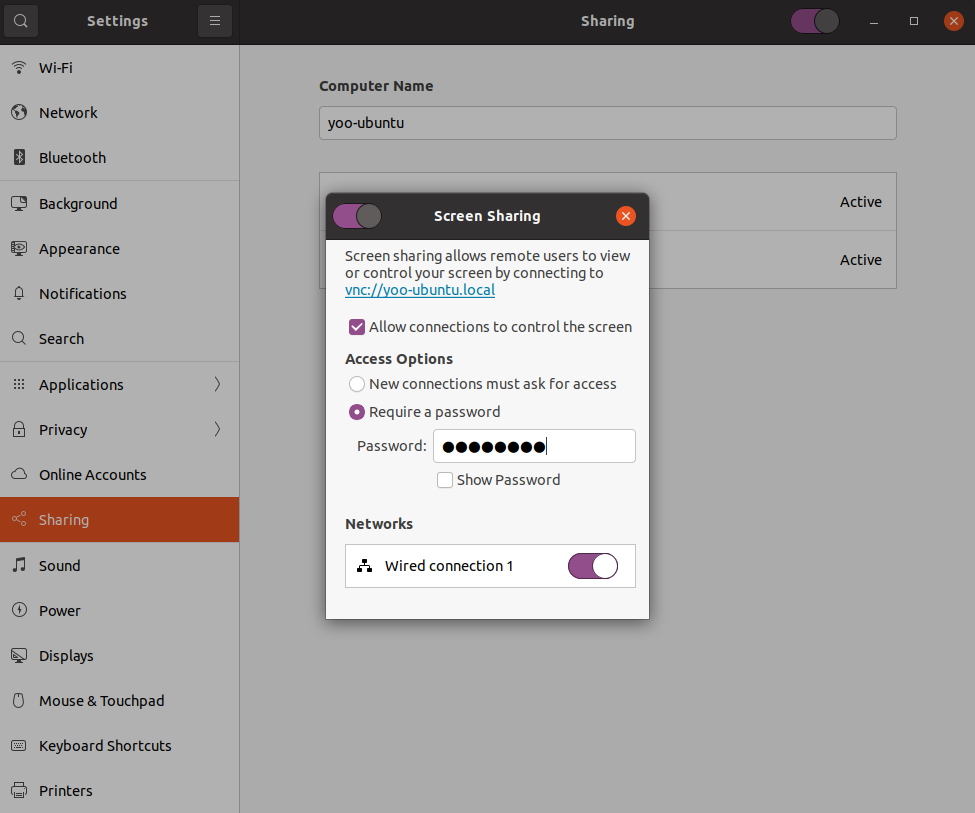 Settings
Sharing
Wi-Fi
Network
Bluetooth
Background
Appearance
Notifications
Search
Applications
Privacy
Online Accounts
Sharing
Sound
Power
Displays
Mouse & Touchpad
Keyboard Shortcuts
Printers
Computer Name
yoo-ubuntu
Active
Active
Screen Sharing
Screen sharing allows remote users to view
or control your screen by connecting to
vnc://yoo-ubuntu.local
Allow connections to control the screen
Access Options
New connections must ask for access
Require a password
Password: ●●●●●●●●
Show Password
Networks
Wired connection 1